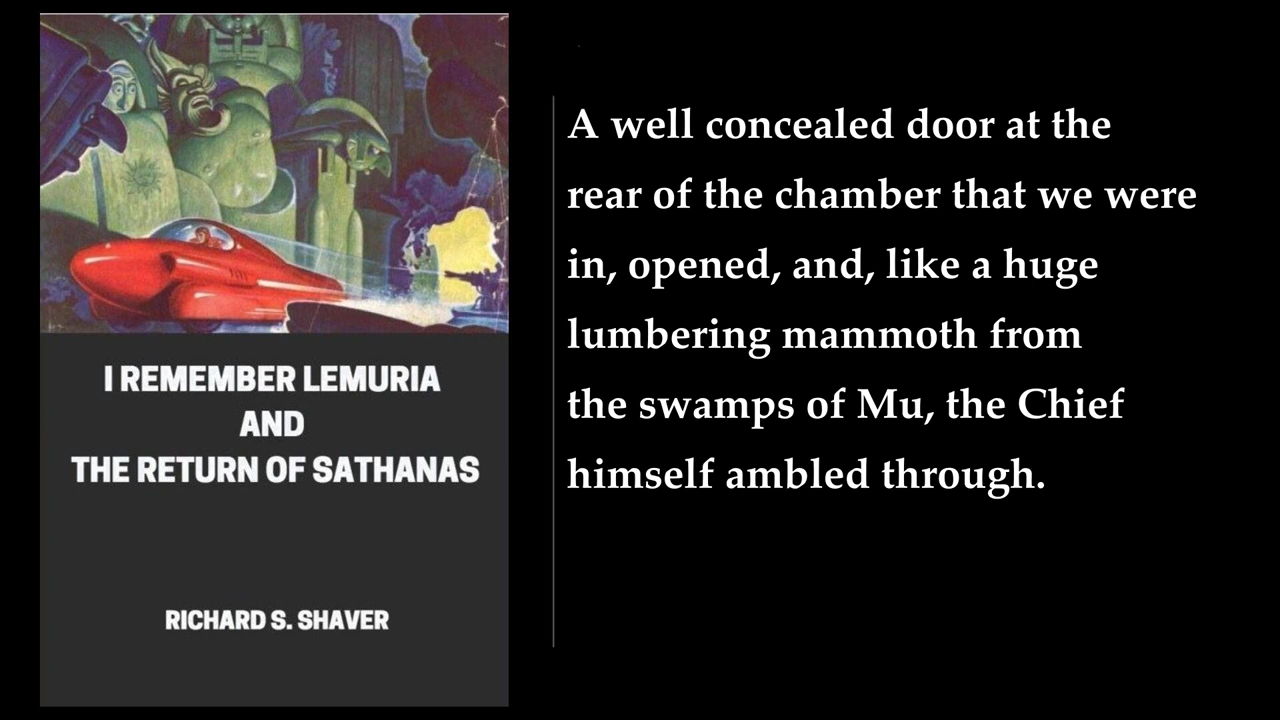 I REMEMBER LEMURIA
AND
THE RETURN OF SATHANAS
RICHARD S. SHAVER
A well concealed door at the
rear of the chamber that we were
in, opened, and, like a huge
lumbering mammoth from
the swamps of Mu, the Chief
himself ambled through.